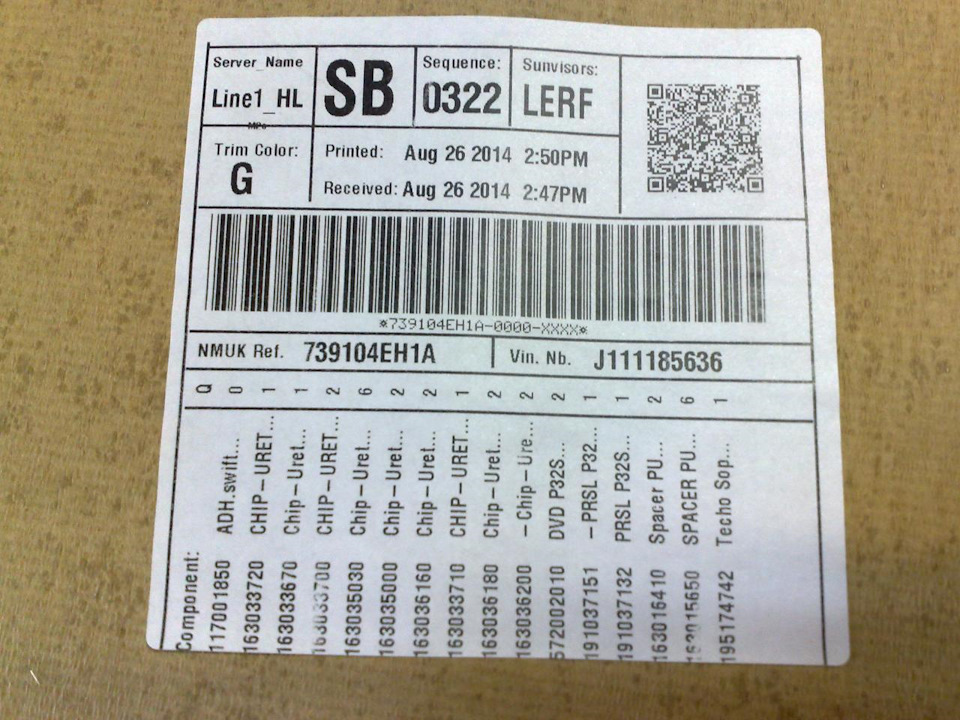 Server_Name
Line1_HL
SB
Sequence:
0322
Sunvisors:
LERF
Trim Color:
G
Printed: Aug 26 2014 2:50PM
Received: Aug 26 2014 2:47PM
*739104EH1A-0000-XXXX*
NMUK Ref. 739104EH1A
Vin. Nb. J111185636
Component: Q
117001850 ADH.swift... 0
163033720 CHIP-URET... 1
163033670 Chip-Uret... 1
163033700 CHIP-URET... 2
163035030 Chip-Uret... 6
163035000 Chip-Uret... 2
163036160 Chip-Uret... 2
163033710 CHIP-URET... 1
163036180 Chip-Uret... 2
163036200 -Chip-Ure... 2
572002010 DVD P32S... 2
191037151 -PRSL P32... 1
191037132 PRSL P32S... 1
163016410 Spacer PU... 2
163015650 SPACER PU... 6
195174742 Techo Sop... 1